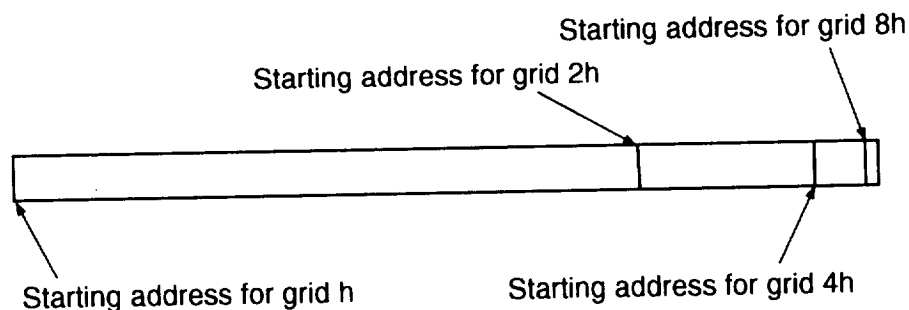 Starting address for grid 8h
Starting address for grid 2h
Starting address for grid h
Starting address for grid 4h